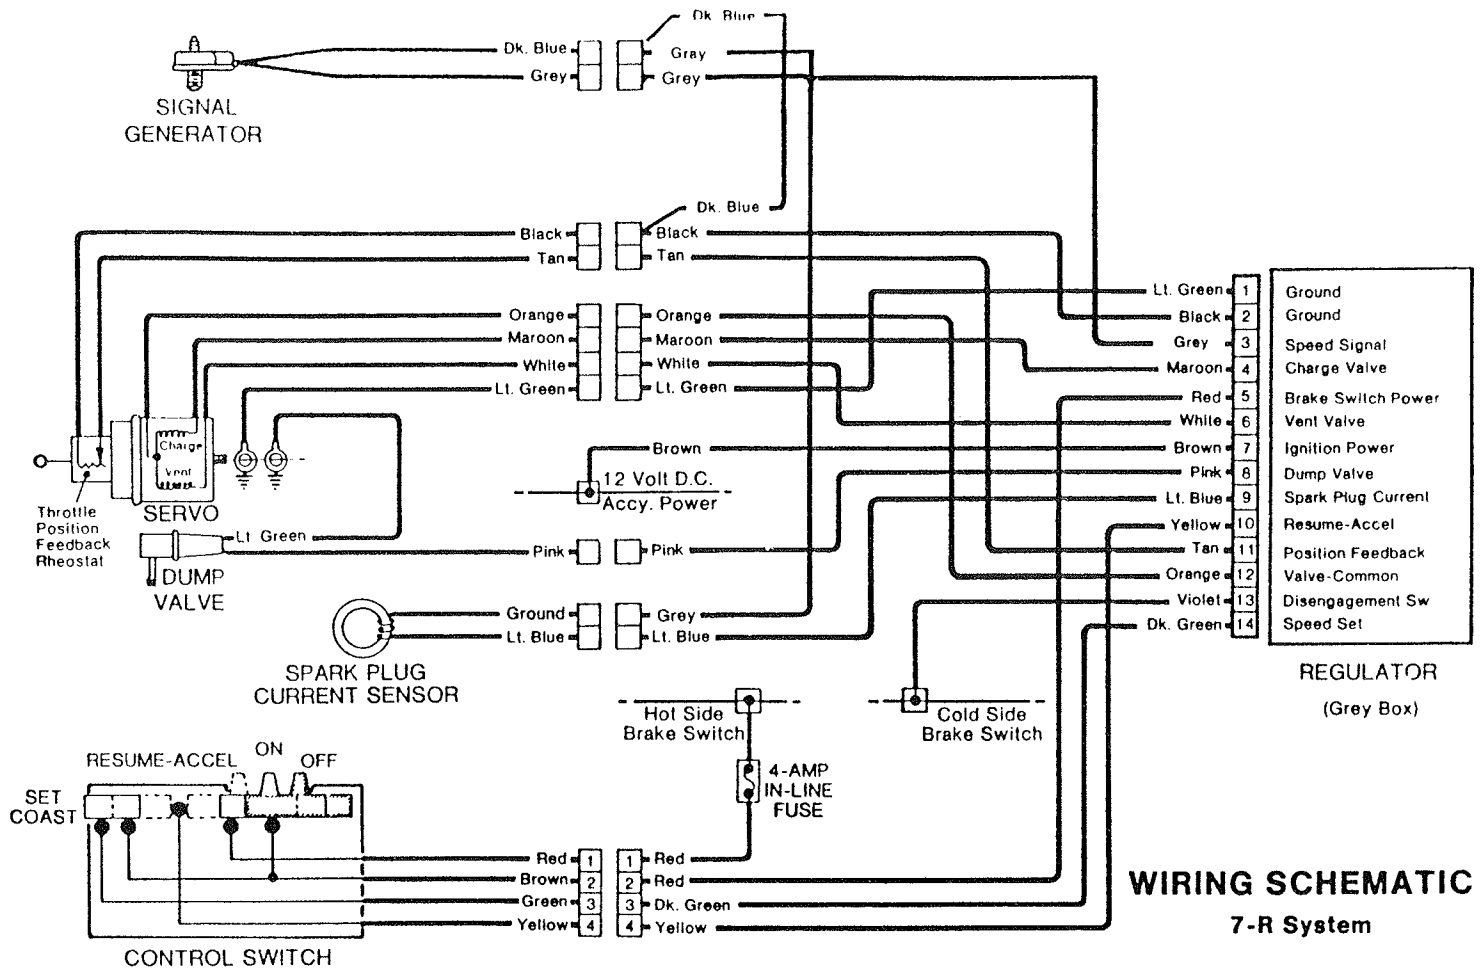 Dk. Blue
Dk. Blue
Gray
Grey
Grey
SIGNAL
GENERATOR
Dk. Blue
Black
Black
Tan
Tan
Orange
Orange
Maroon
Maroon
White
White
Lt. Green
Lt. Green
Charge
Vent
SERVO
Throttle
Position
Feedback
Rheostat
Lt Green
DUMP
VALVE
Brown
12 Volt D.C.
Accy. Power
Pink
Pink
Ground
Grey
Lt. Blue
Lt. Blue
SPARK PLUG
CURRENT SENSOR
Lt. Green 1 Ground
Black 2 Ground
Grey 3 Speed Signal
Maroon 4 Charge Valve
Red 5 Brake Switch Power
White 6 Vent Valve
Brown 7 Ignition Power
Pink 8 Dump Valve
Lt. Blue 9 Spark Plug Current
Yellow 10 Resume-Accel
Tan 11 Position Feedback
Orange 12 Valve-Common
Violet 13 Disengagement Sw
Dk. Green 14 Speed Set
REGULATOR
(Grey Box)
Hot Side
Brake Switch
Cold Side
Brake Switch
4-AMP
IN-LINE
FUSE
RESUME-ACCEL
ON
OFF
SET
COAST
Red 1
1 Red
Brown 2
2 Red
Green 3
3 Dk. Green
Yellow 4
4 Yellow
CONTROL SWITCH
WIRING SCHEMATIC
7-R System